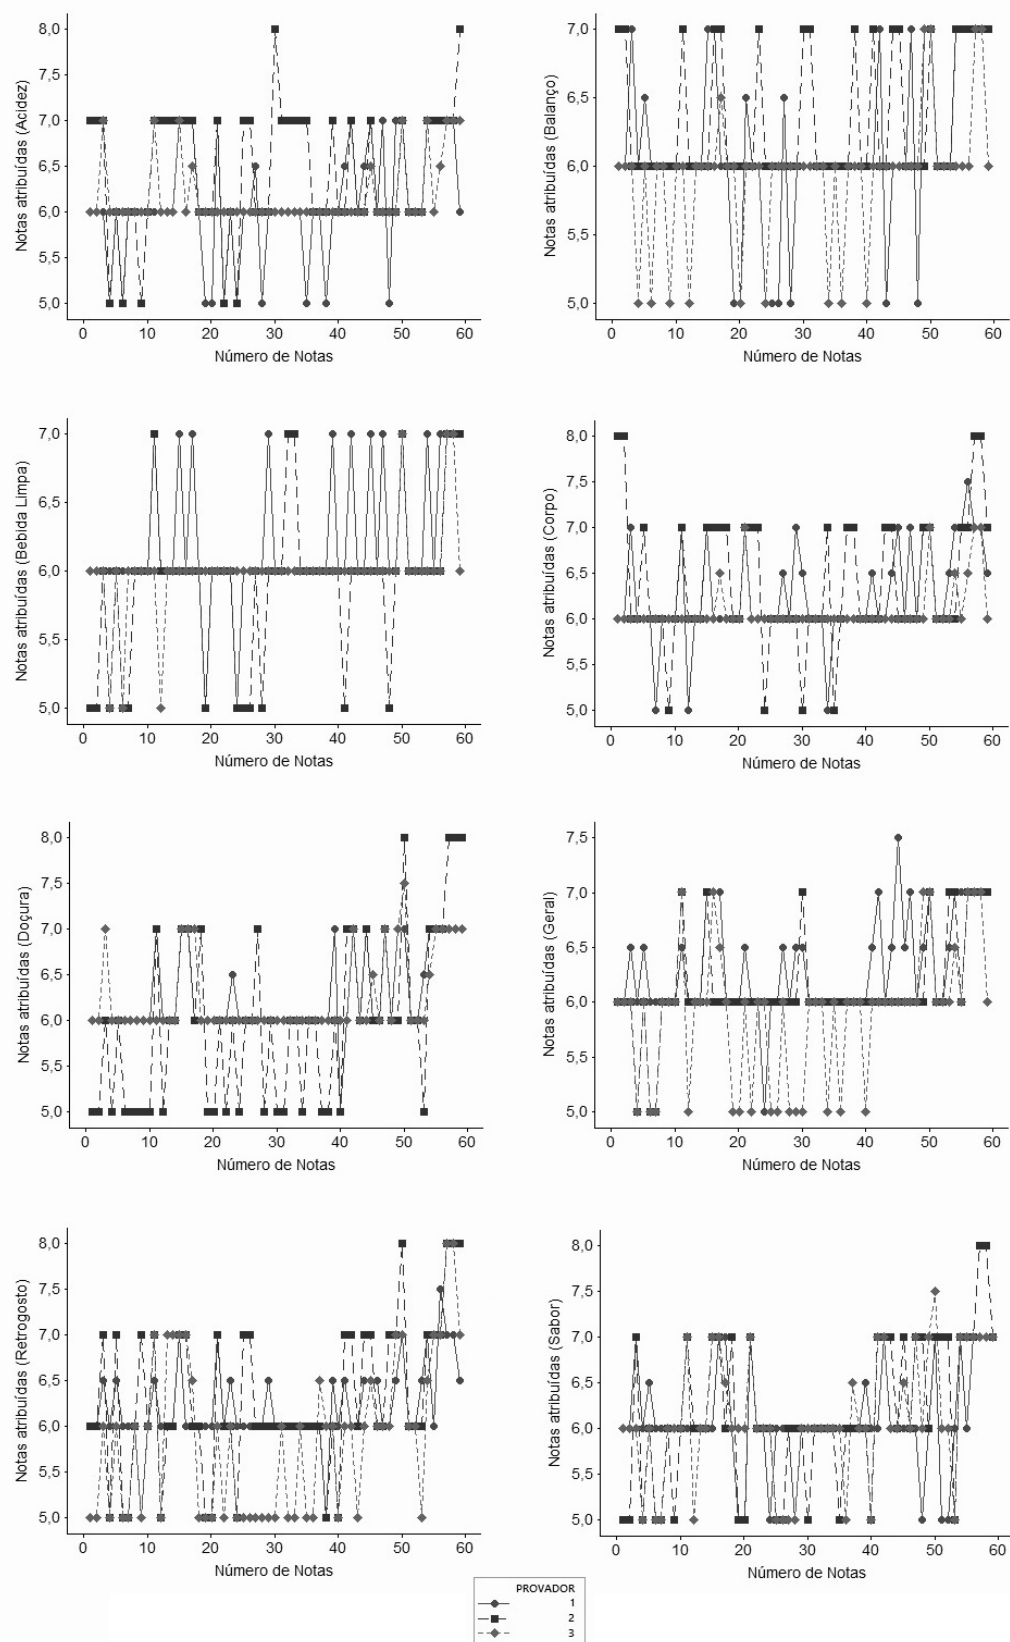 8,0
7,5
7,0
6,5
6,0
5,5
5,0
Notas atribuídas (Acidez)
0 10 20 30 40 50 60
Número de Notas
7,0
6,5
6,0
5,5
5,0
Notas atribuídas (Balanço)
0 10 20 30 40 50 60
Número de Notas
7,0
6,5
6,0
5,5
5,0
Notas atribuídas (Bebida Limpa)
0 10 20 30 40 50 60
Número de Notas
8,0
7,5
7,0
6,5
6,0
5,5
5,0
Notas atribuídas (Corpo)
0 10 20 30 40 50 60
Número de Notas
8,0
7,5
7,0
6,5
6,0
5,5
5,0
Notas atribuídas (Doçura)
0 10 20 30 40 50 60
Número de Notas
7,5
7,0
6,5
6,0
5,5
5,0
Notas atribuídas (Geral)
0 10 20 30 40 50 60
Número de Notas
8,0
7,5
7,0
6,5
6,0
5,5
5,0
Notas atribuídas (Retrogosto)
0 10 20 30 40 50 60
Número de Notas
8,0
7,5
7,0
6,5
6,0
5,5
5,0
Notas atribuídas (Sabor)
0 10 20 30 40 50 60
Número de Notas
PROVADOR
1
2
3